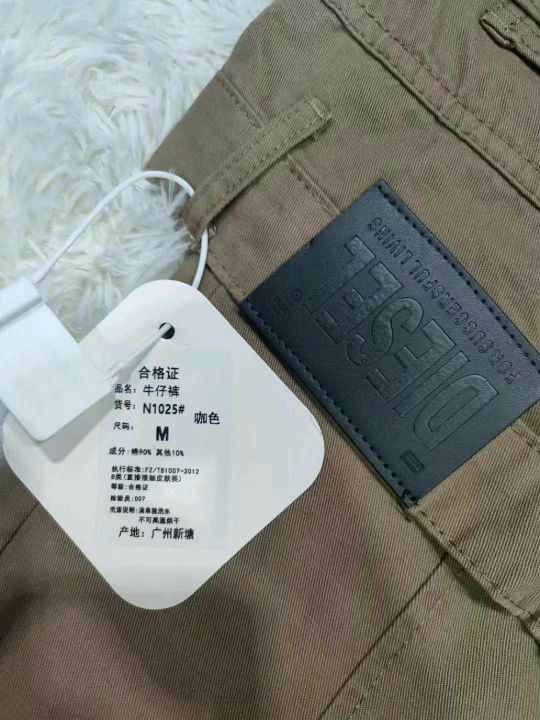 合格证
品名: 牛仔裤
货号: N1025# 咖色
尺码: M
成分: 棉90% 其他10%
执行标准:FZ/T81007-2012
B类(直接接触皮肤类)
等级:合格证
检验员:007
洗涤说明:清单独洗水
不可高温烘干
产地: 广州新塘
DIESEL
FOR SUCCESSFUL LIVING